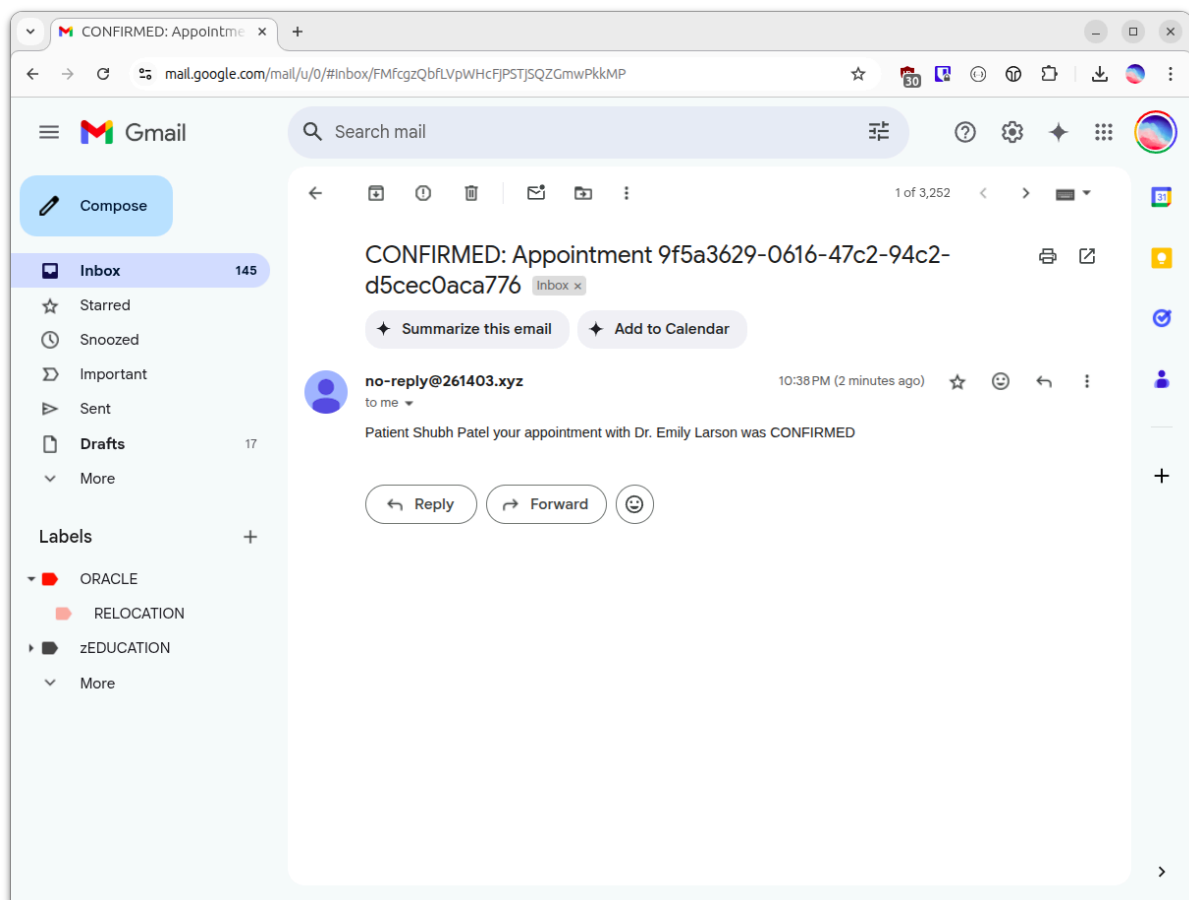 CONFIRMED: Appointme
mail.google.com/mail/u/0/#inbox/FMfcgzQbfLVpWHcFJPSTJSQZGmwPkkMP
30
Gmail
Search mail
Compose
1 of 3,252
31
Inbox 145
Starred
Snoozed
Important
Sent
Drafts 17
More
Labels
ORACLE
RELOCATION
zEDUCATION
More
CONFIRMED: Appointment 9f5a3629-0616-47c2-94c2-
d5cec0aca776 Inbox
Summarize this email
Add to Calendar
no-reply@261403.xyz 10:38 PM (2 minutes ago)
to me
Patient Shubh Patel your appointment with Dr. Emily Larson was CONFIRMED
Reply
Forward